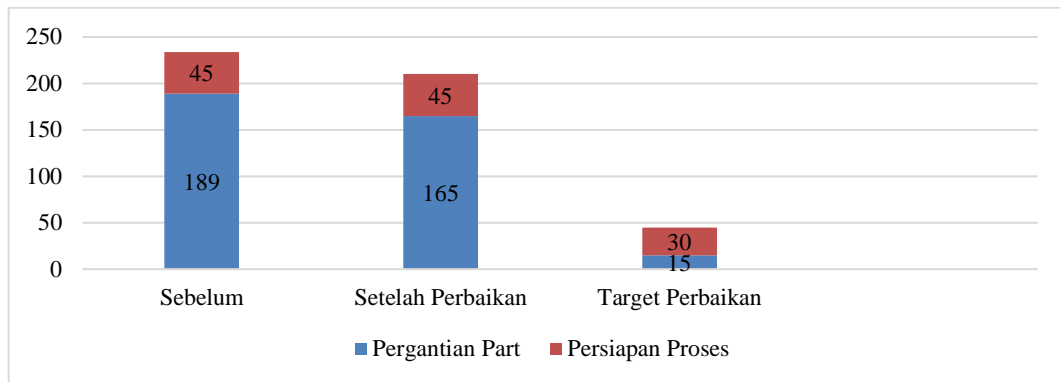 250
200
150
100
50
0
45
189
45
165
30
15
Sebelum
Setelah Perbaikan
Target Perbaikan
Pergantian Part
Persiapan Proses